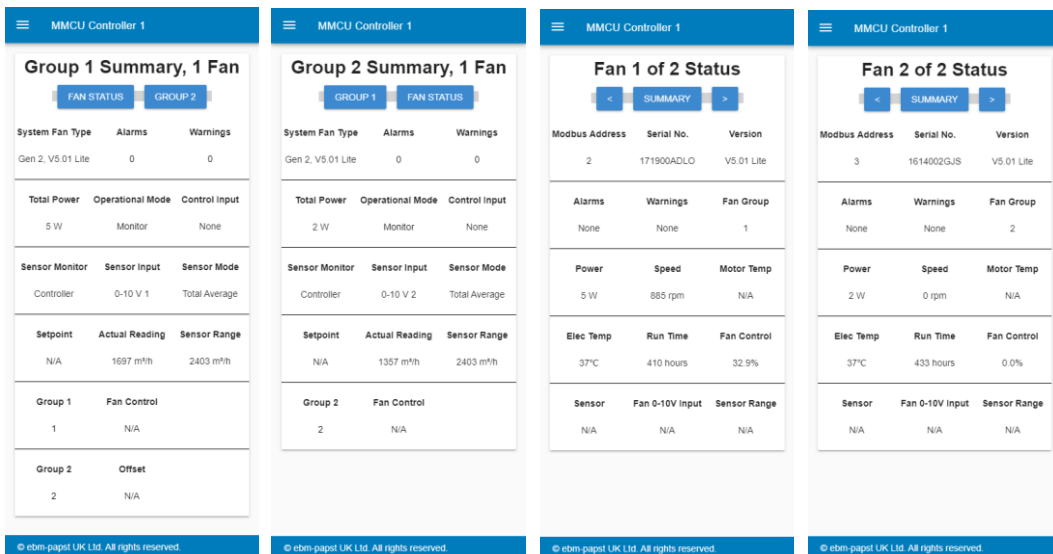 MMCU Controller 1
Group 1 Summary, 1 Fan
FAN STATUS GROUP 2
System Fan Type Alarms Warnings
Gen 2, V5.01 Lite 0 0
Total Power Operational Mode Control Input
5 W Monitor None
Sensor Monitor Sensor Input Sensor Mode
Controller 0-10 V 1 Total Average
Setpoint Actual Reading Sensor Range
N/A 1697 m³/h 2403 m³/h
Group 1 Fan Control
1 N/A
Group 2 Offset
2 N/A
© ebm-papst UK Ltd. All rights reserved.
MMCU Controller 1
Group 2 Summary, 1 Fan
GROUP 1 FAN STATUS
System Fan Type Alarms Warnings
Gen 2, V5.01 Lite 0 0
Total Power Operational Mode Control Input
2 W Monitor None
Sensor Monitor Sensor Input Sensor Mode
Controller 0-10 V 2 Total Average
Setpoint Actual Reading Sensor Range
N/A 1357 m³/h 2403 m³/h
Group 2 Fan Control
2 N/A
© ebm-papst UK Ltd. All rights reserved.
MMCU Controller 1
Fan 1 of 2 Status
< SUMMARY >
Modbus Address Serial No. Version
2 171900ADLO V5.01 Lite
Alarms Warnings Fan Group
None None 1
Power Speed Motor Temp
5 W 885 rpm N/A
Elec Temp Run Time Fan Control
37°C 410 hours 32.9%
Sensor Fan 0-10V Input Sensor Range
N/A N/A N/A
© ebm-papst UK Ltd. All rights reserved.
MMCU Controller 1
Fan 2 of 2 Status
< SUMMARY >
Modbus Address Serial No. Version
3 1614002GJS V5.01 Lite
Alarms Warnings Fan Group
None None 2
Power Speed Motor Temp
2 W 0 rpm N/A
Elec Temp Run Time Fan Control
37°C 433 hours 0.0%
Sensor Fan 0-10V Input Sensor Range
N/A N/A N/A
© ebm-papst UK Ltd. All rights reserved.